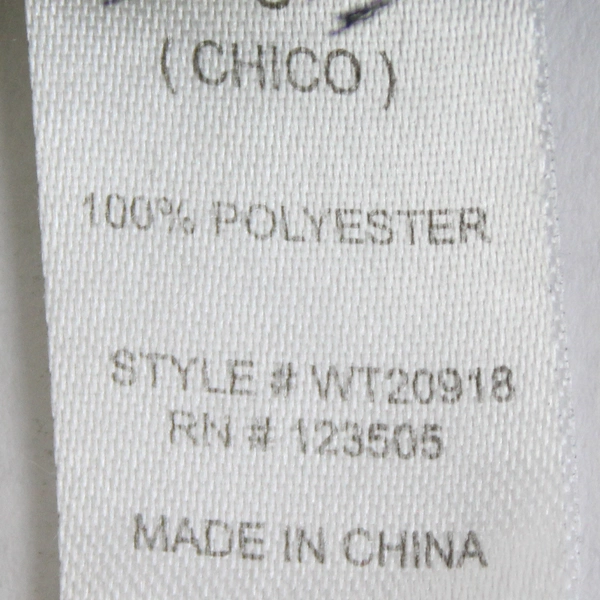 ( CHICO )
100% POLYESTER
STYLE # WT20918
RN # 123505
MADE IN CHINA